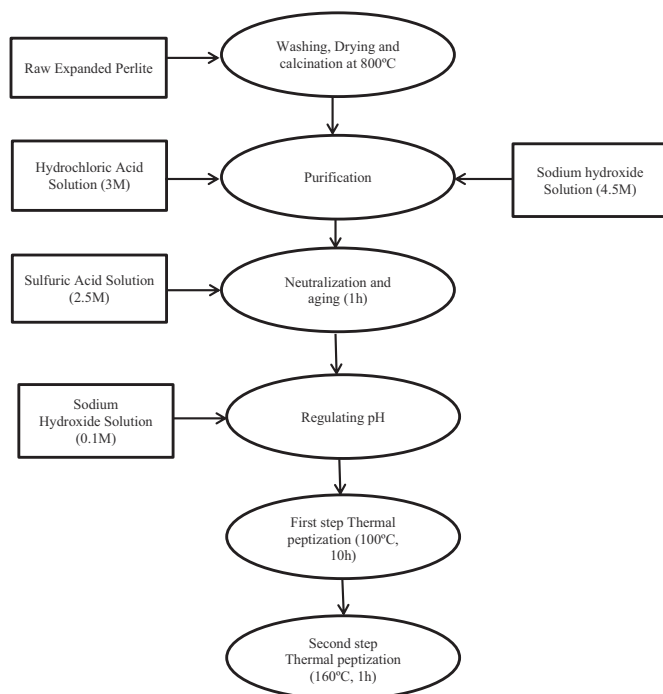 Washing, Drying and
calcination at 800ºC
Raw Expanded Perlite
Hydrochloric Acid
Solution (3M)
Purification
Sodium hydroxide
Solution (4.5M)
Sulfuric Acid Solution
(2.5M)
Neutralization and
aging (1h)
Sodium
Hydroxide Solution
(0.1M)
Regulating pH
First step Thermal
peptization (100ºC,
10h)
Second step
Thermal peptization
(160ºC, 1h)